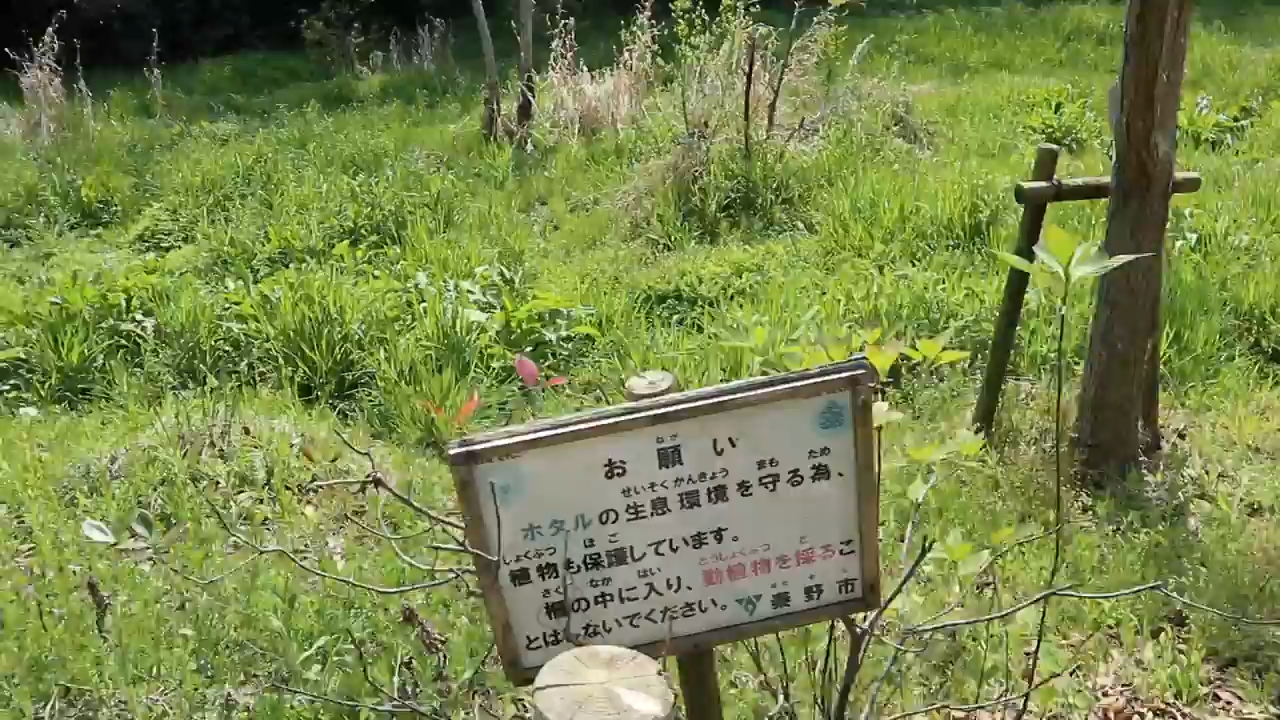 お願い
ホタルの生息環境を守る為、
植物も保護しています。
柵の中に入り、動植物を採るこ
とはしないでください。 秦野市